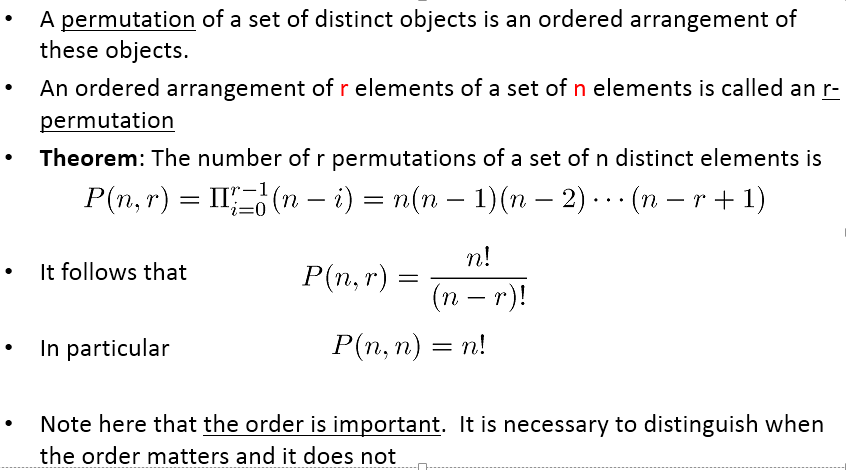 • A permutation of a set of distinct objects is an ordered arrangement of
these objects.
• An ordered arrangement of r elements of a set of n elements is called an r-
permutation
• Theorem: The number of r permutations of a set of n distinct elements is
P(n, r) = Π_{i=0}^{r−1}(n − i) = n(n − 1)(n − 2) ··· (n − r + 1)
• It follows that P(n, r) = n! / (n − r)!
• In particular P(n, n) = n!
• Note here that the order is important. It is necessary to distinguish when
the order matters and it does not